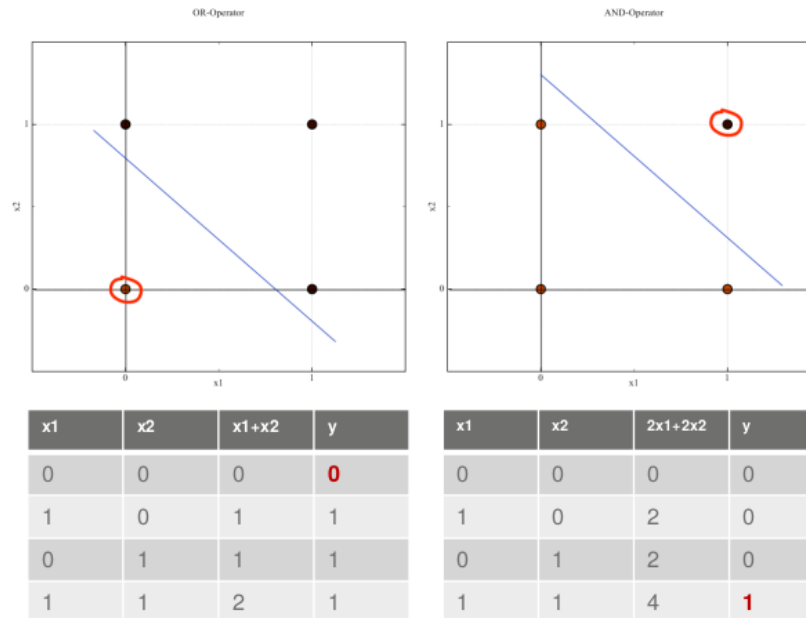 OR-Operator
1
x2
0
0
x1
1
AND-Operator
1
x2
0
0
x1
1
x1 x2 x1+x2 y
0 0 0 0
1 0 1 1
0 1 1 1
1 1 2 1
x1 x2 2x1+2x2 y
0 0 0 0
1 0 2 0
0 1 2 0
1 1 4 1